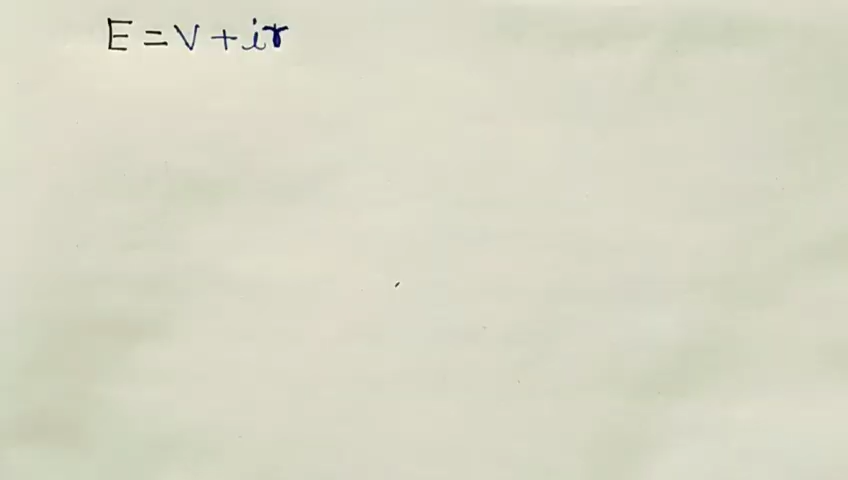 E = V + ir